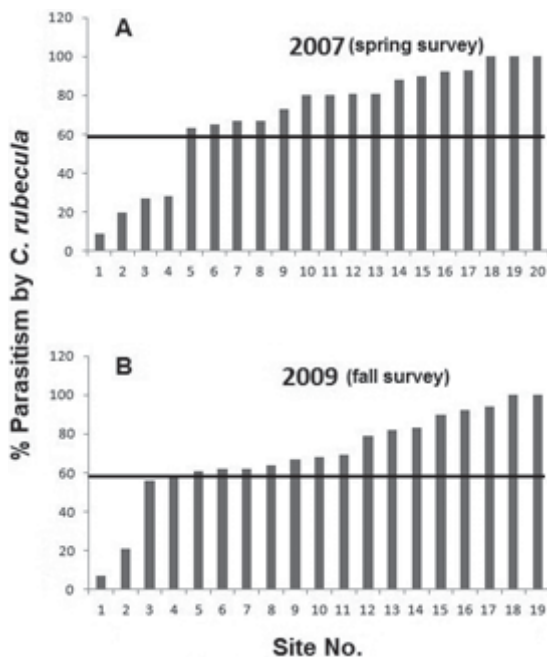 % Parasitism by C. rubecula
A
2007 (spring survey)
120
100
80
60
40
20
0
1 2 3 4 5 6 7 8 9 10 11 12 13 14 15 16 17 18 19 20
B
2009 (fall survey)
120
100
80
60
40
20
0
1 2 3 4 5 6 7 8 9 10 11 12 13 14 15 16 17 18 19
Site No.